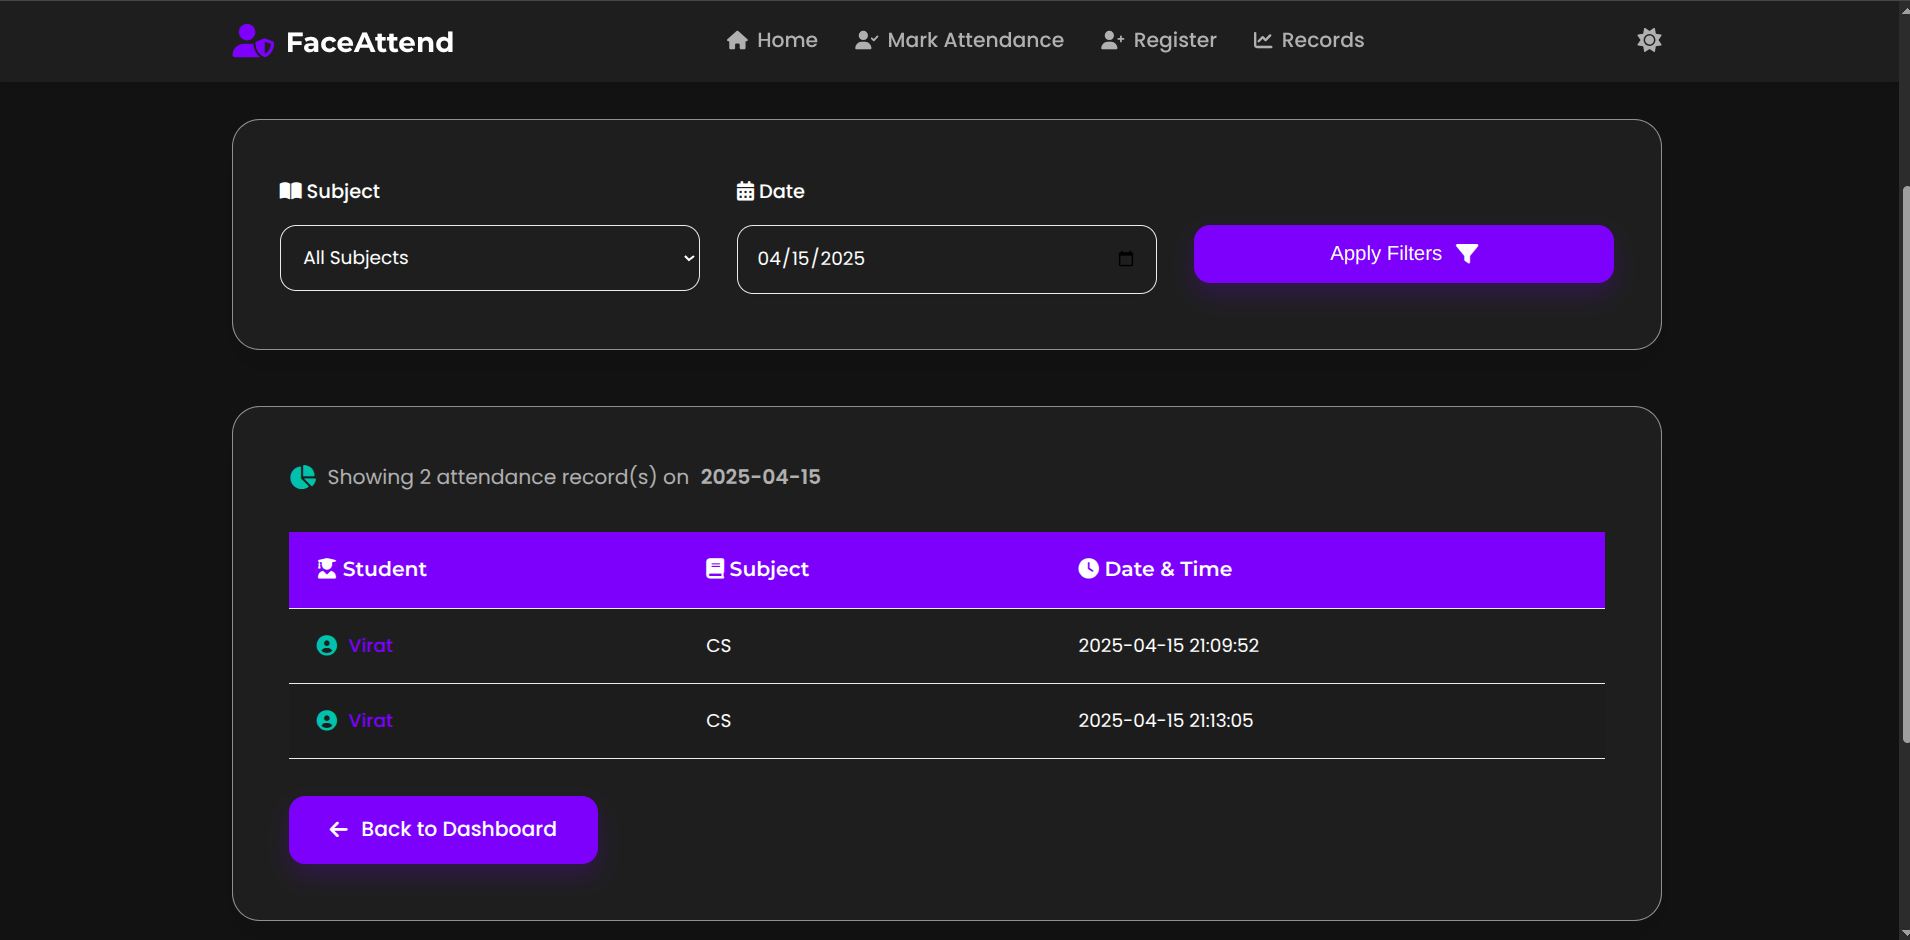 FaceAttend
Home Mark Attendance Register Records
Subject Date
All Subjects 04/15/2025 Apply Filters
Showing 2 attendance record(s) on 2025-04-15
Student Subject Date & Time
Virat CS 2025-04-15 21:09:52
Virat CS 2025-04-15 21:13:05
Back to Dashboard